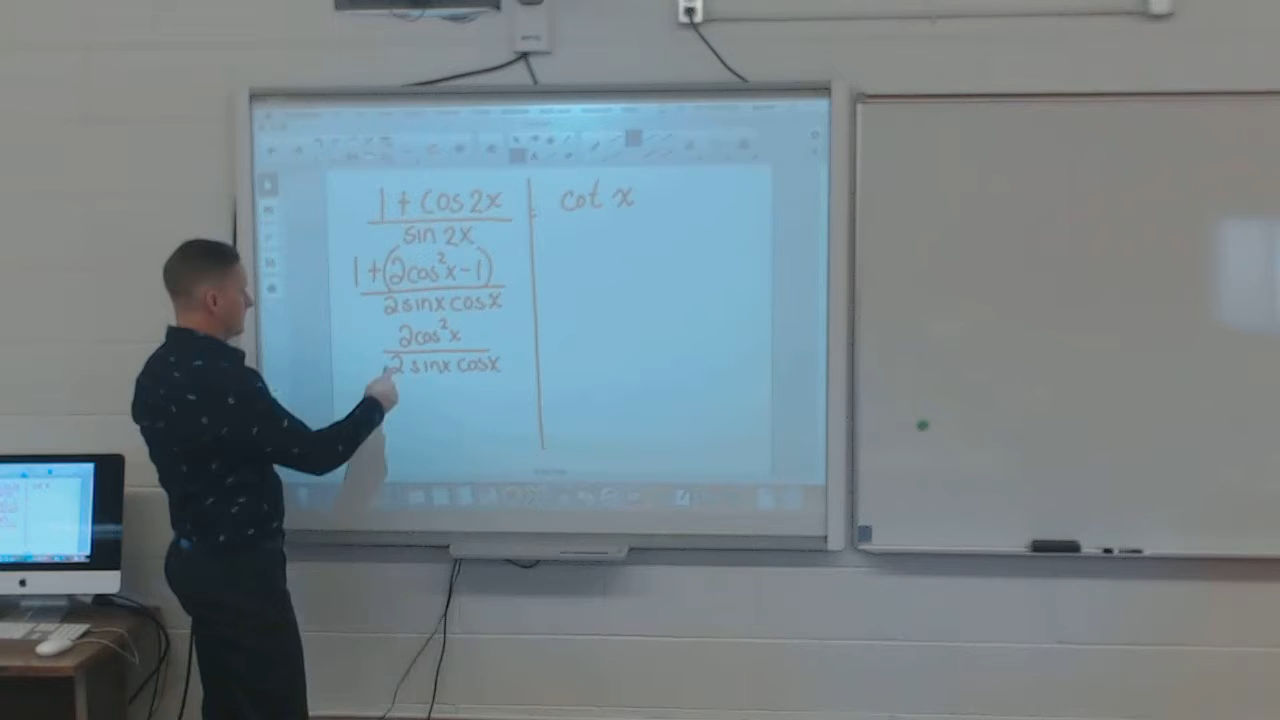 1 + cos 2x
sin 2x
1 + (2cos²x - 1)
2 sinx cosx
2cos²x
2 sinx cosx
cot x